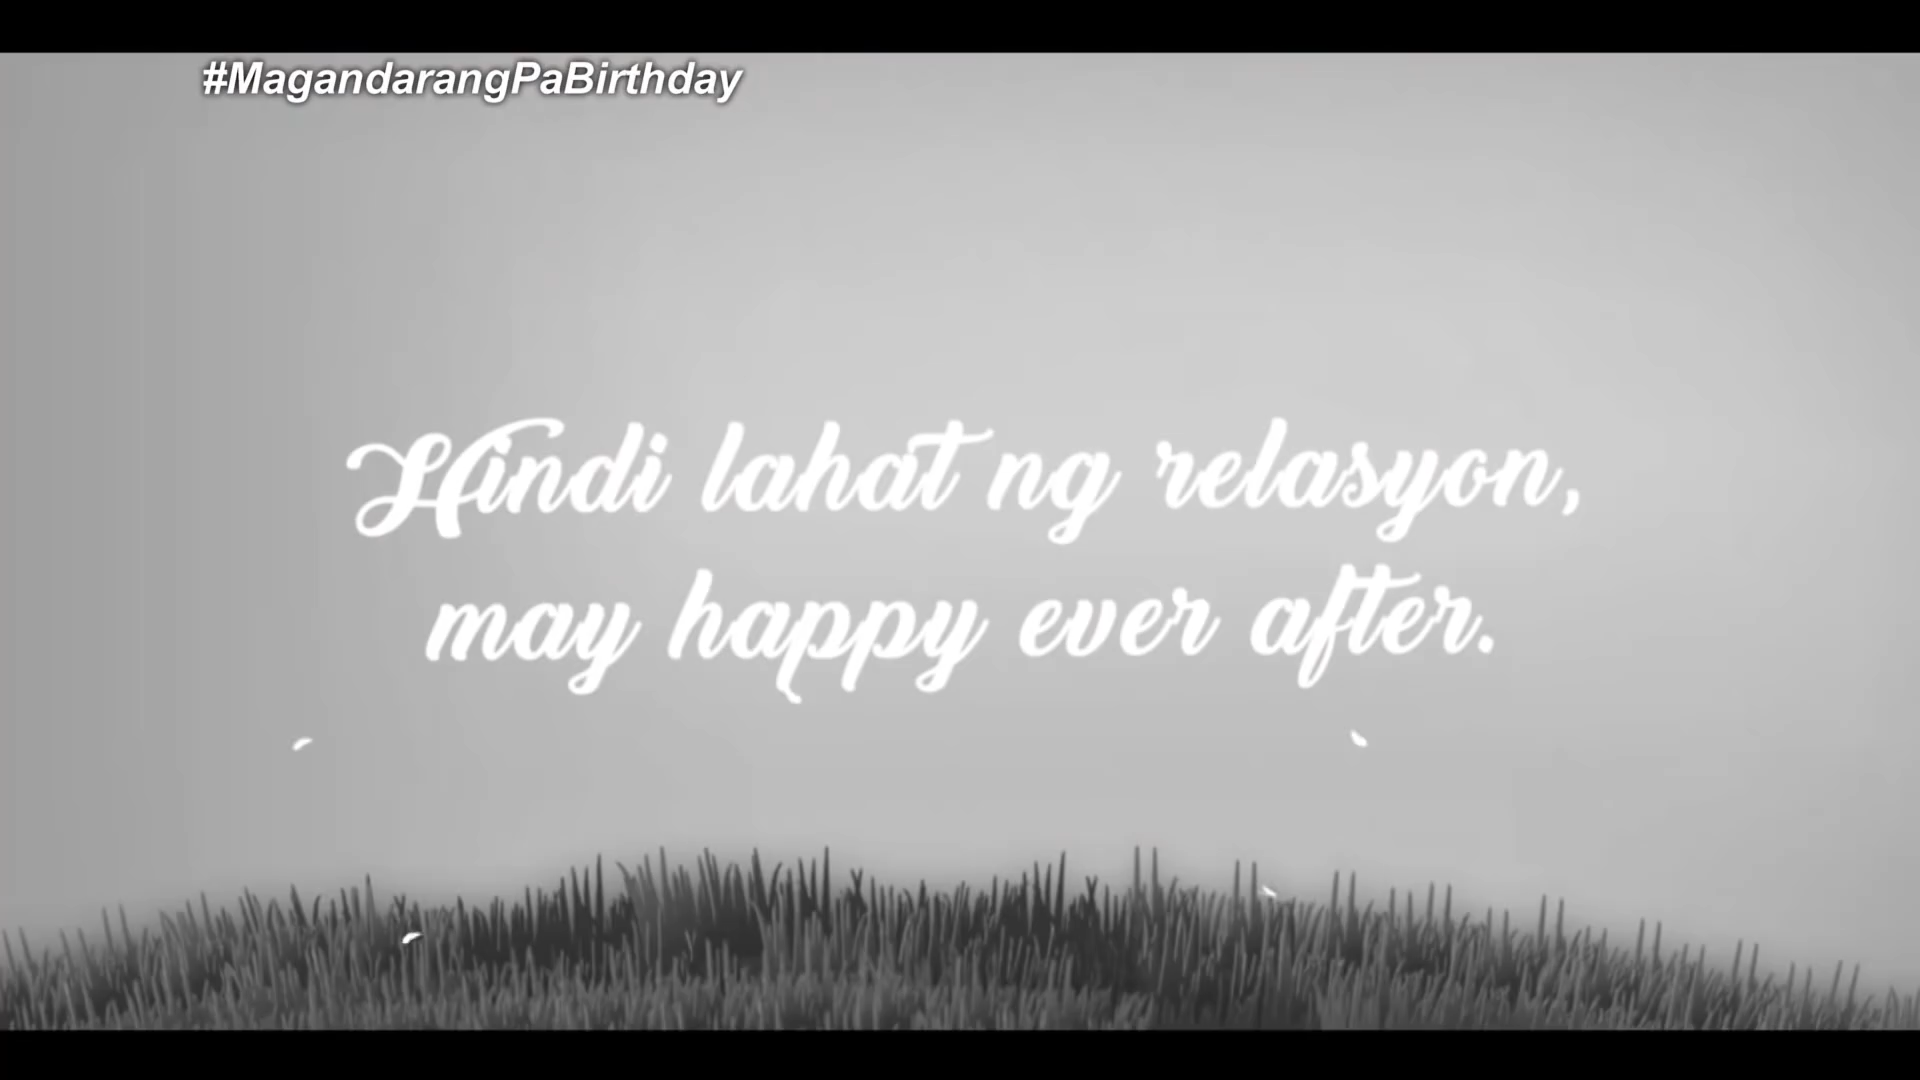 #MagandarangPaBirthday
Hindi lahat ng relasyon,
may happy ever after.